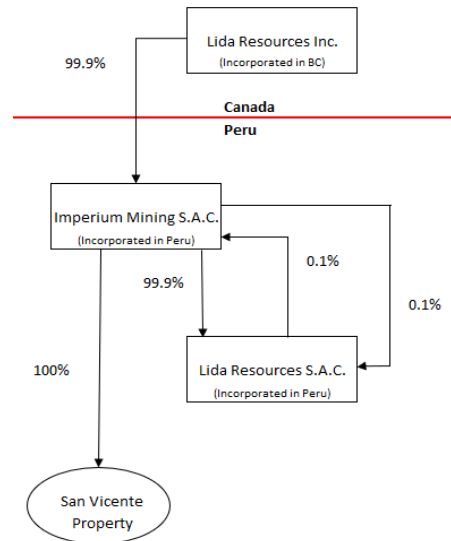 Lida Resources Inc.
(Incorporated in BC)
99.9%
Canada
Peru
Imperium Mining S.A.C.
(Incorporated in Peru)
99.9%
0.1%
0.1%
Lida Resources S.A.C.
(Incorporated in Peru)
100%
San Vicente
Property